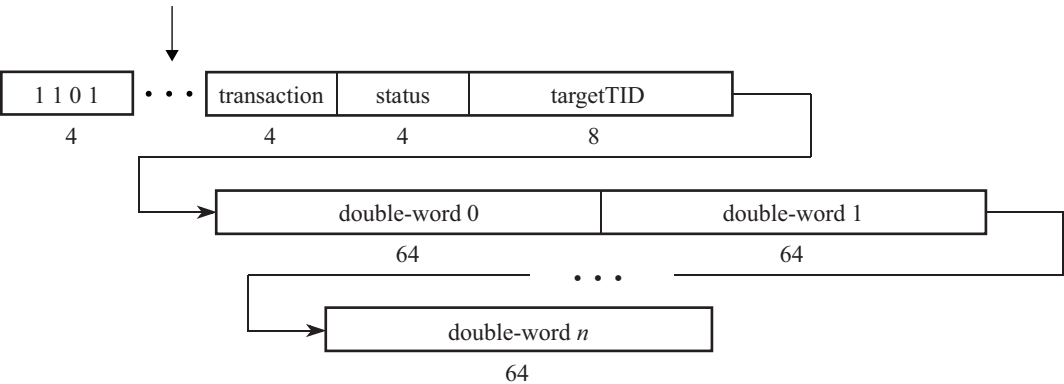 1 1 0 1 • • • transaction status targetTID
4 4 4 8
double-word 0 double-word 1
64 64
• • •
double-word n
64